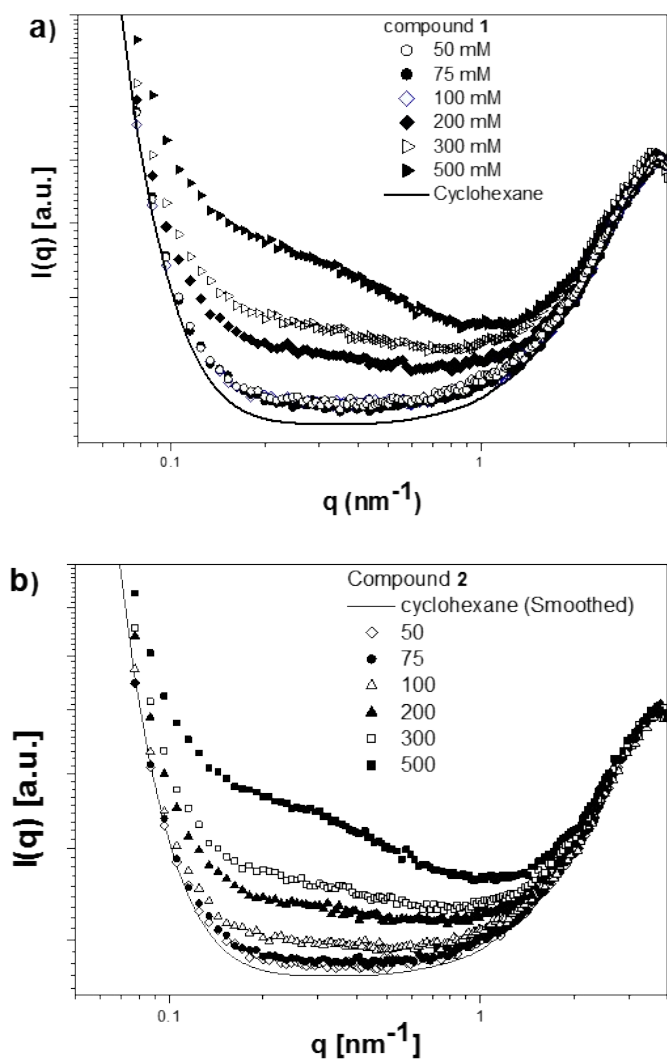 a)
compound 1
50 mM
75 mM
100 mM
200 mM
300 mM
500 mM
Cyclohexane
I(q) [a.u.]
0.1
1
q (nm⁻¹)
b)
Compound 2
cyclohexane (Smoothed)
50
75
100
200
300
500
I(q) [a.u.]
0.1
1
q [nm⁻¹]